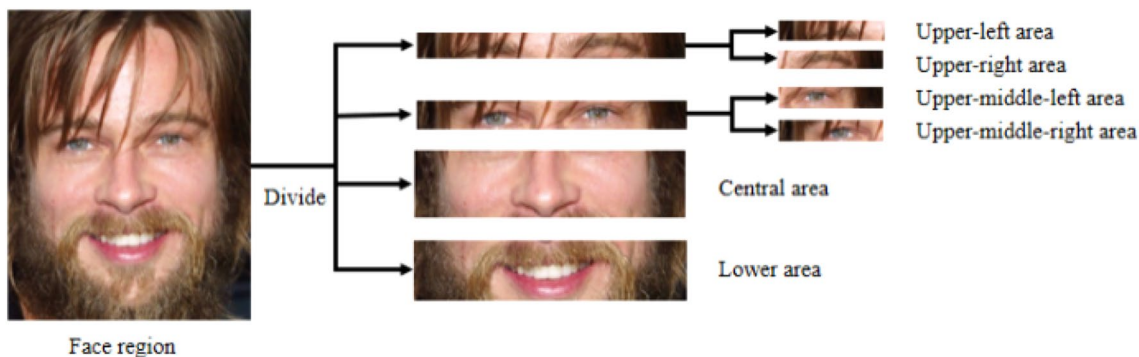 Upper-left area
Upper-right area
Upper-middle-left area
Upper-middle-right area
Divide
Central area
Lower area
Face region